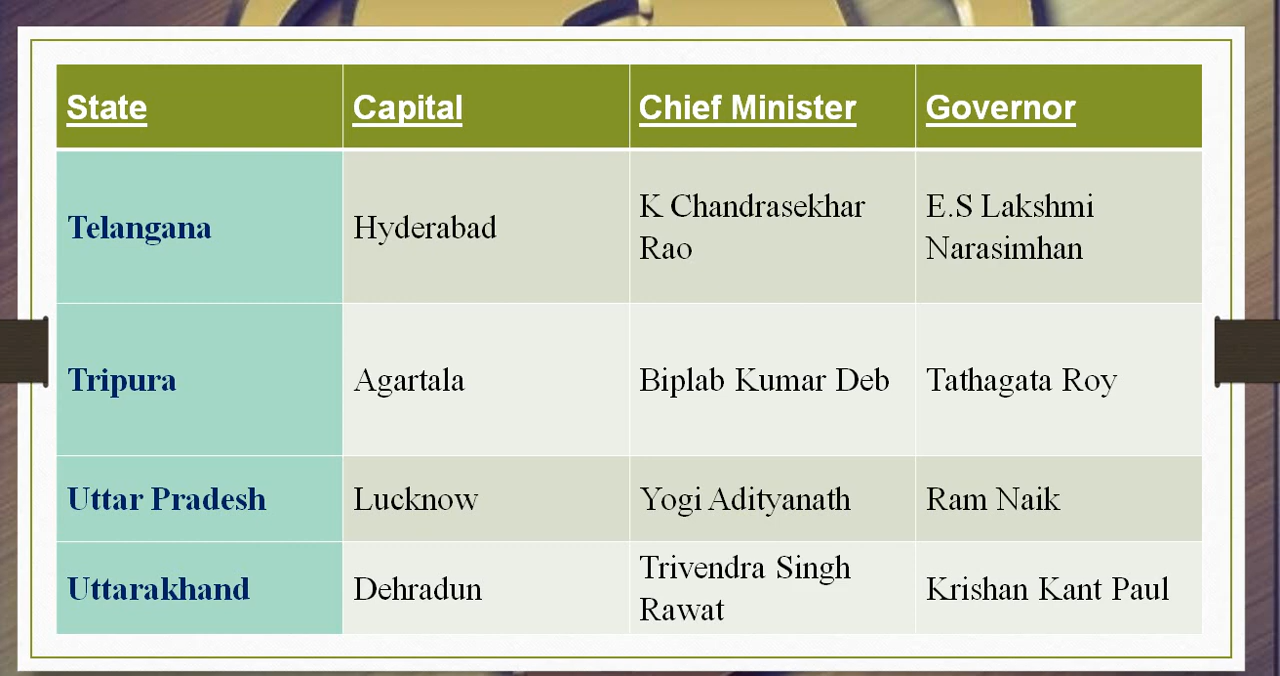 State Capital Chief Minister Governor
Telangana Hyderabad K Chandrasekhar Rao E.S Lakshmi Narasimhan
Tripura Agartala Biplab Kumar Deb Tathagata Roy
Uttar Pradesh Lucknow Yogi Adityanath Ram Naik
Uttarakhand Dehradun Trivendra Singh Rawat Krishan Kant Paul